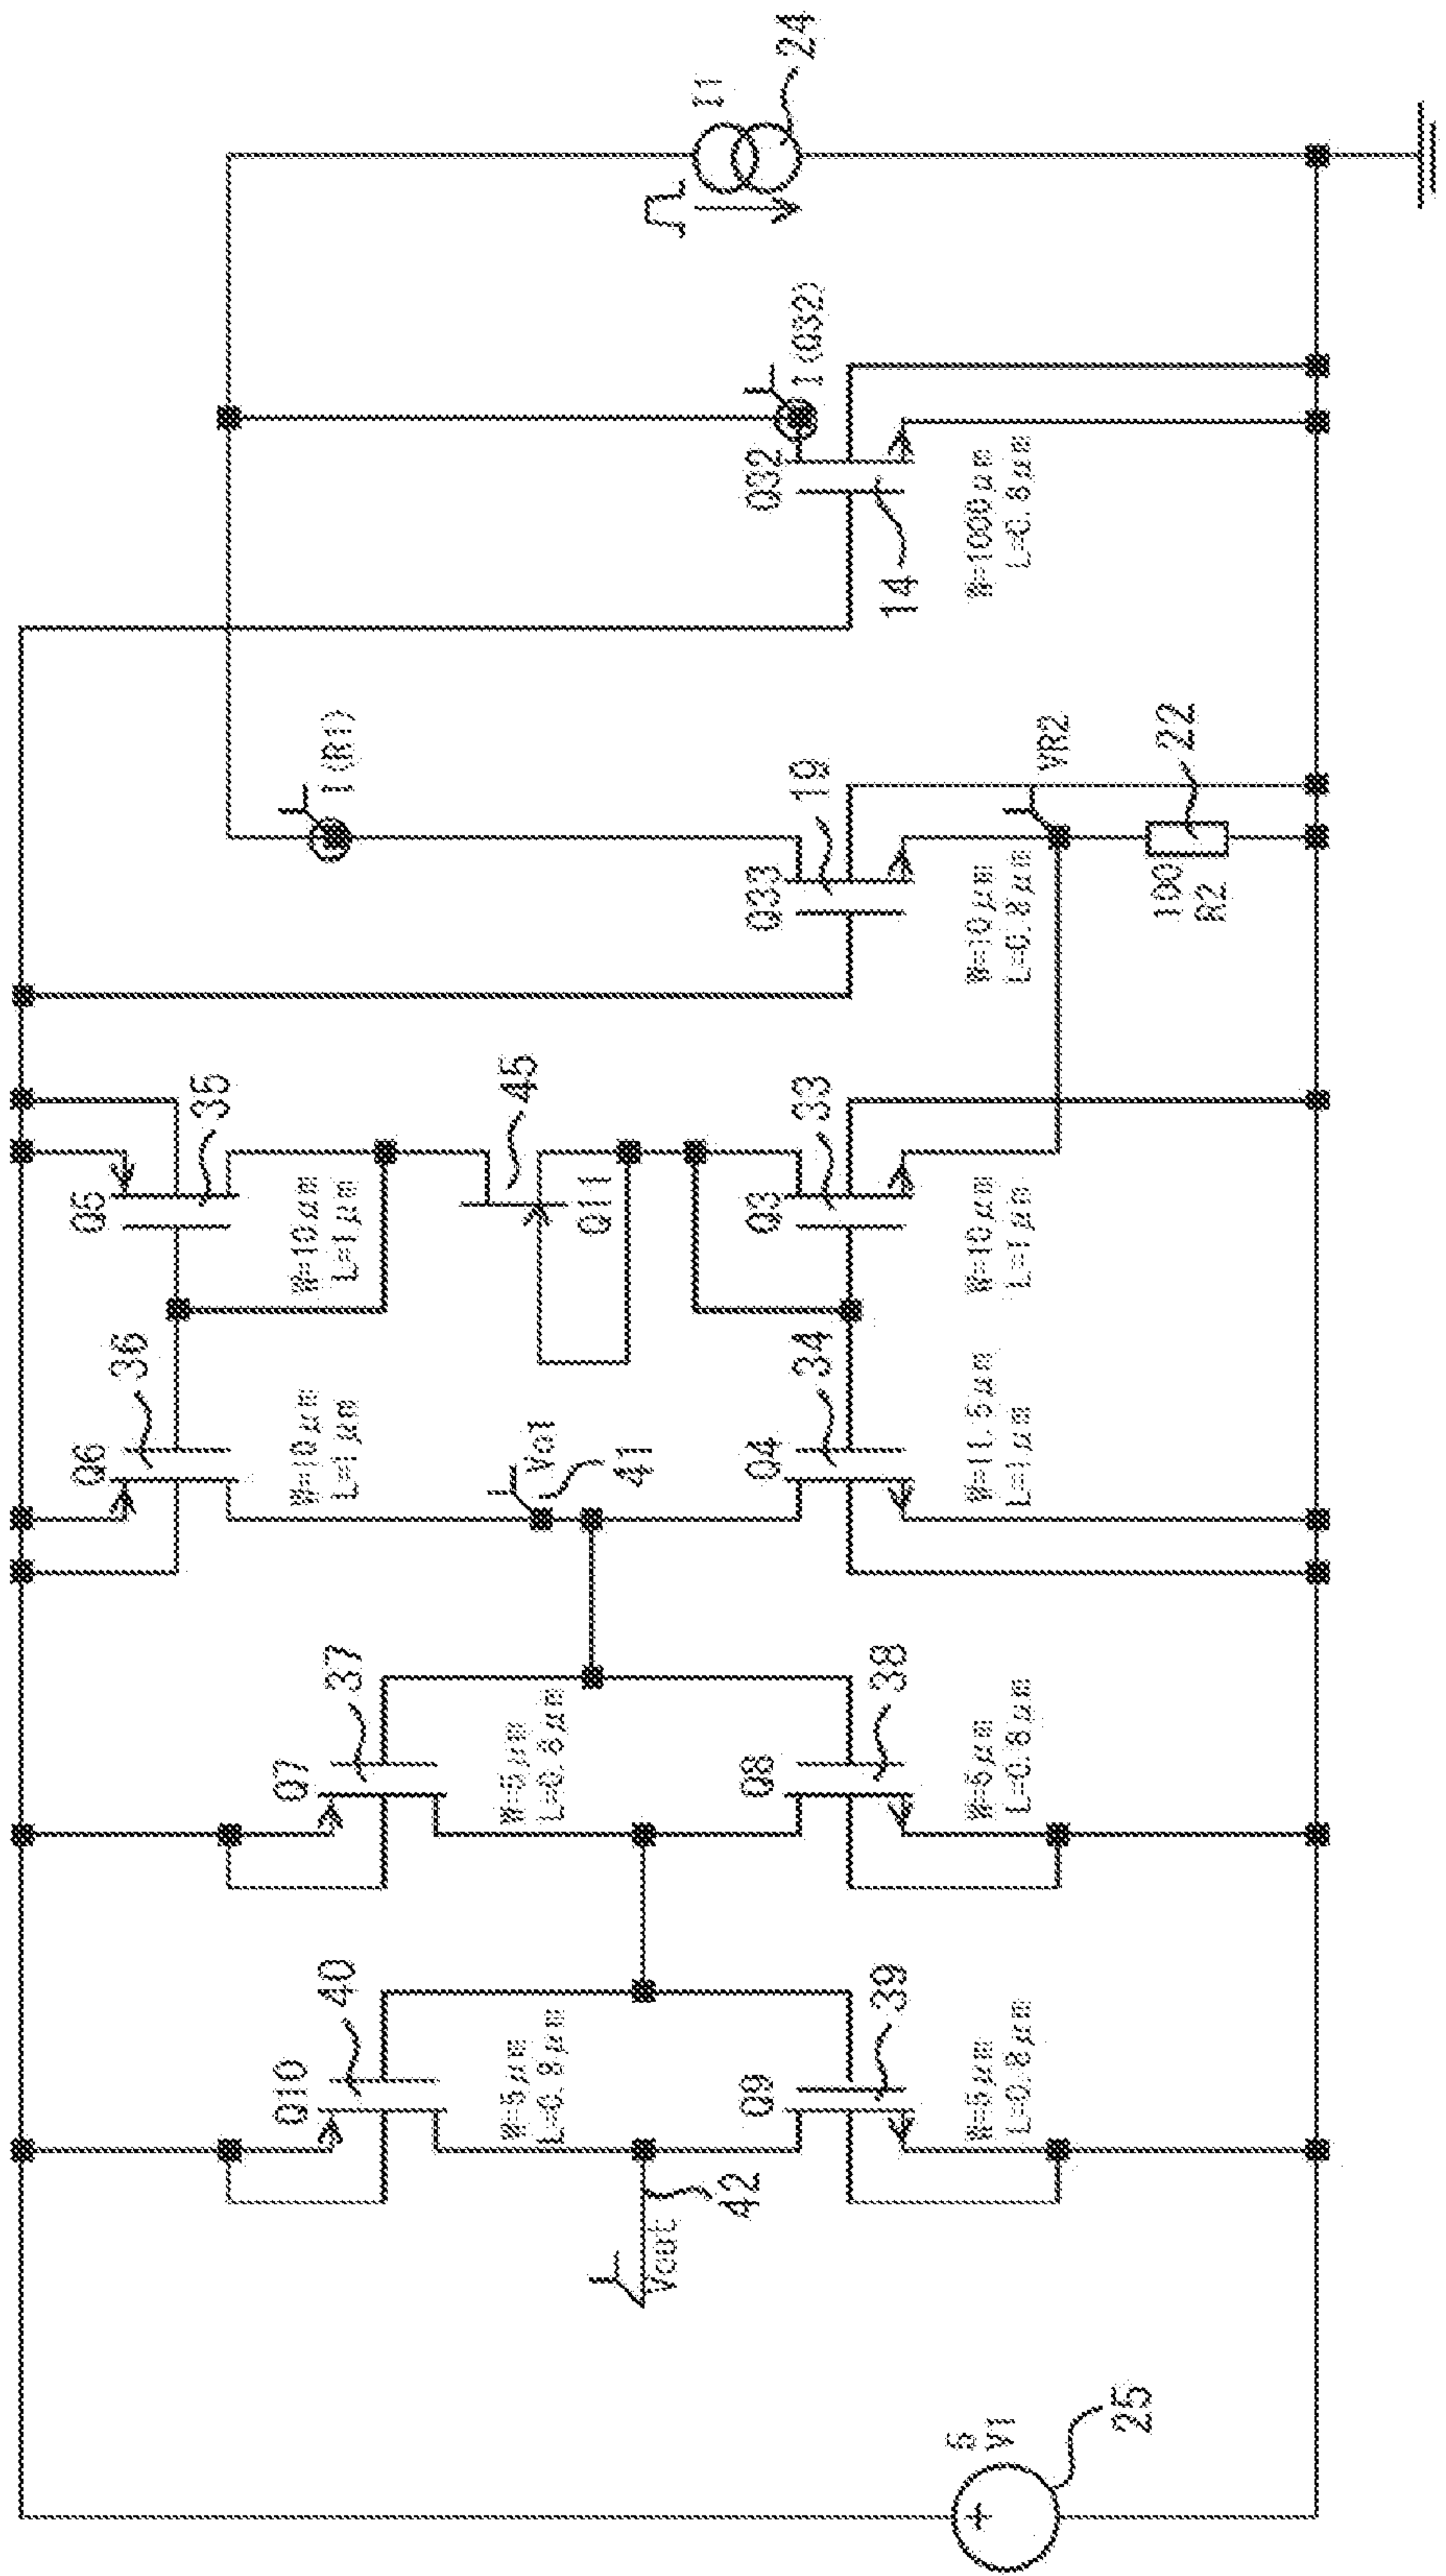 5
V1
25
Vout
42
Q10
40
W=5μm
L=0.8μm
Q9
39
W=5μm
L=0.8μm
Q7
37
W=5μm
L=0.8μm
Q8
38
W=5μm
L=0.8μm
Q6
36
W=10μm
L=1μm
Vo1
41
Q4
34
W=11.5μm
L=1μm
Q5
35
W=10μm
L=1μm
45
Q11
Q3
33
W=10μm
L=1μm
I(R1)
Q33
19
W=10μm
L=0.8μm
VR2
100
R2
22
I(Q32)
Q32
14
W=1000μm
L=0.8μm
I1
24